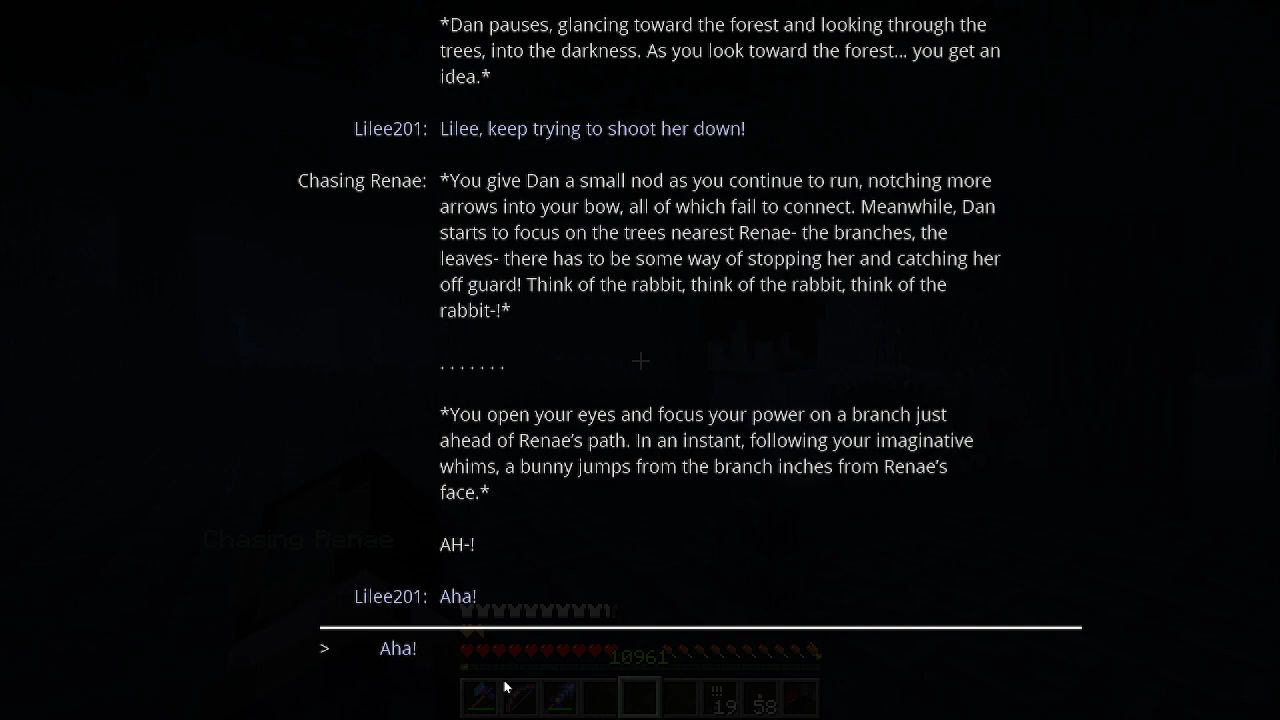 *Dan pauses, glancing toward the forest and looking through the
trees, into the darkness. As you look toward the forest... you get an
idea.*
Lilee201: Lilee, keep trying to shoot her down!
Chasing Renae: *You give Dan a small nod as you continue to run, notching more
arrows into your bow, all of which fail to connect. Meanwhile, Dan
starts to focus on the trees nearest Renae- the branches, the
leaves- there has to be some way of stopping her and catching her
off guard! Think of the rabbit, think of the rabbit, think of the
rabbit-!*
. . . . . . .
*You open your eyes and focus your power on a branch just
ahead of Renae's path. In an instant, following your imaginative
whims, a bunny jumps from the branch inches from Renae's
face.*
Chasing Renae
AH-!
Lilee201: Aha!
> Aha!
10961
19 58